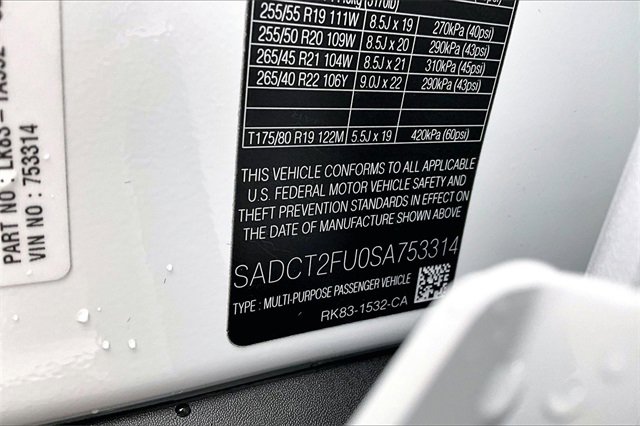 255/55 R19 111W 8.5J x 19 270kPa (40psi)
255/50 R20 109W 8.5J x 20 290kPa (43psi)
265/45 R21 104W 8.5J x 21 310kPa (45psi)
265/40 R22 106Y 9.0J x 22 290kPa (43psi)
T175/80 R19 122M 5.5J x 19 420kPa (60psi)
THIS VEHICLE CONFORMS TO ALL APPLICABLE
U.S. FEDERAL MOTOR VEHICLE SAFETY AND
THEFT PREVENTION STANDARDS IN EFFECT ON
THE DATE OF MANUFACTURE SHOWN ABOVE
SADCT2FU0SA753314
TYPE : MULTI-PURPOSE PASSENGER VEHICLE
RK83-1532-CA
PART NO :
VIN NO : 753314